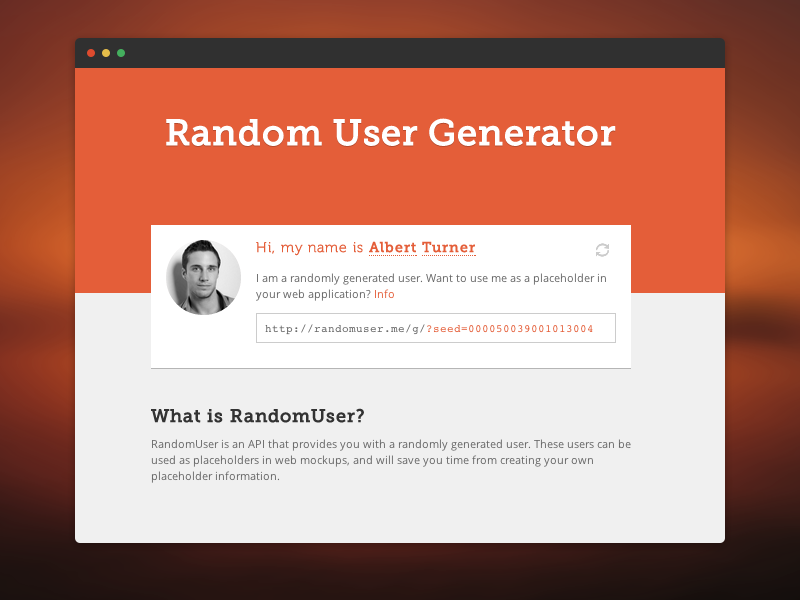 Random User Generator
Hi, my name is Albert Turner
I am a randomly generated user. Want to use me as a placeholder in
your web application? Info
http://randomuser.me/g/?seed=000050039001013004
What is RandomUser?
RandomUser is an API that provides you with a randomly generated user. These users can be
used as placeholders in web mockups, and will save you time from creating your own
placeholder information.